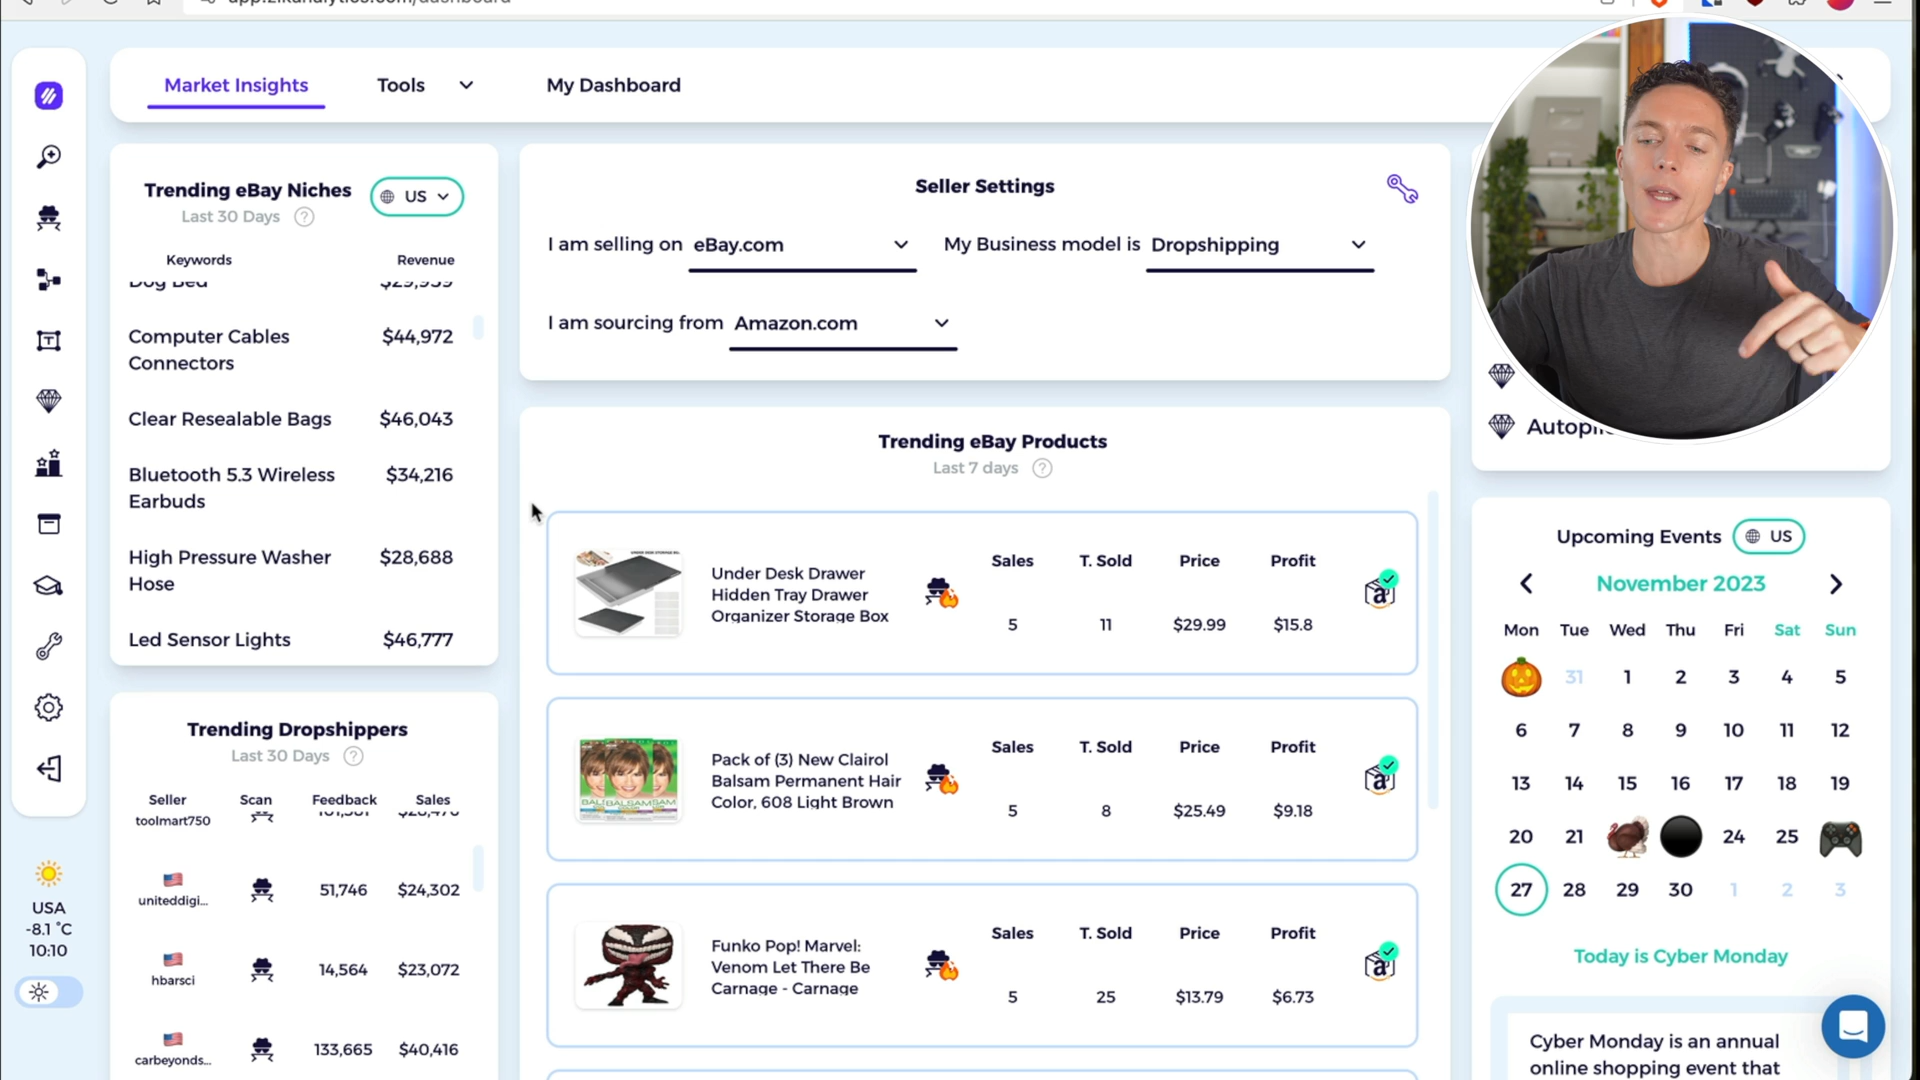 app.zikanalytics.com/dashboard
Market Insights
Tools
My Dashboard
Trending eBay Niches
US
Last 30 Days
?
Keywords
Revenue
Dog Bed
$29,939
Computer Cables
Connectors
$44,972
Clear Resealable Bags
$46,043
Bluetooth 5.3 Wireless
Earbuds
$34,216
High Pressure Washer
Hose
$28,688
Led Sensor Lights
$46,777
Trending Dropshippers
Last 30 Days
?
Seller
Scan
Feedback
Sales
toolmart750
uniteddigi...
51,746
$24,302
hbarsci
14,564
$23,072
carbeyonds...
133,665
$40,416
USA
-8.1 °C
10:10
Seller Settings
I am selling on eBay.com
My Business model is Dropshipping
I am sourcing from Amazon.com
Trending eBay Products
Last 7 days
?
Under Desk Drawer
Hidden Tray Drawer
Organizer Storage Box
Sales
T. Sold
Price
Profit
5
11
$29.99
$15.8
Pack of (3) New Clairol
Balsam Permanent Hair
Color, 608 Light Brown
Sales
T. Sold
Price
Profit
5
8
$25.49
$9.18
Funko Pop! Marvel:
Venom Let There Be
Carnage - Carnage
Sales
T. Sold
Price
Profit
5
25
$13.79
$6.73
Upcoming Events
US
November 2023
Mon Tue Wed Thu Fri Sat Sun
31 1 2 3 4 5
6 7 8 9 10 11 12
13 14 15 16 17 18 19
20 21 24 25
27 28 29 30 1 2 3
Today is Cyber Monday
Cyber Monday is an annual
online shopping event that